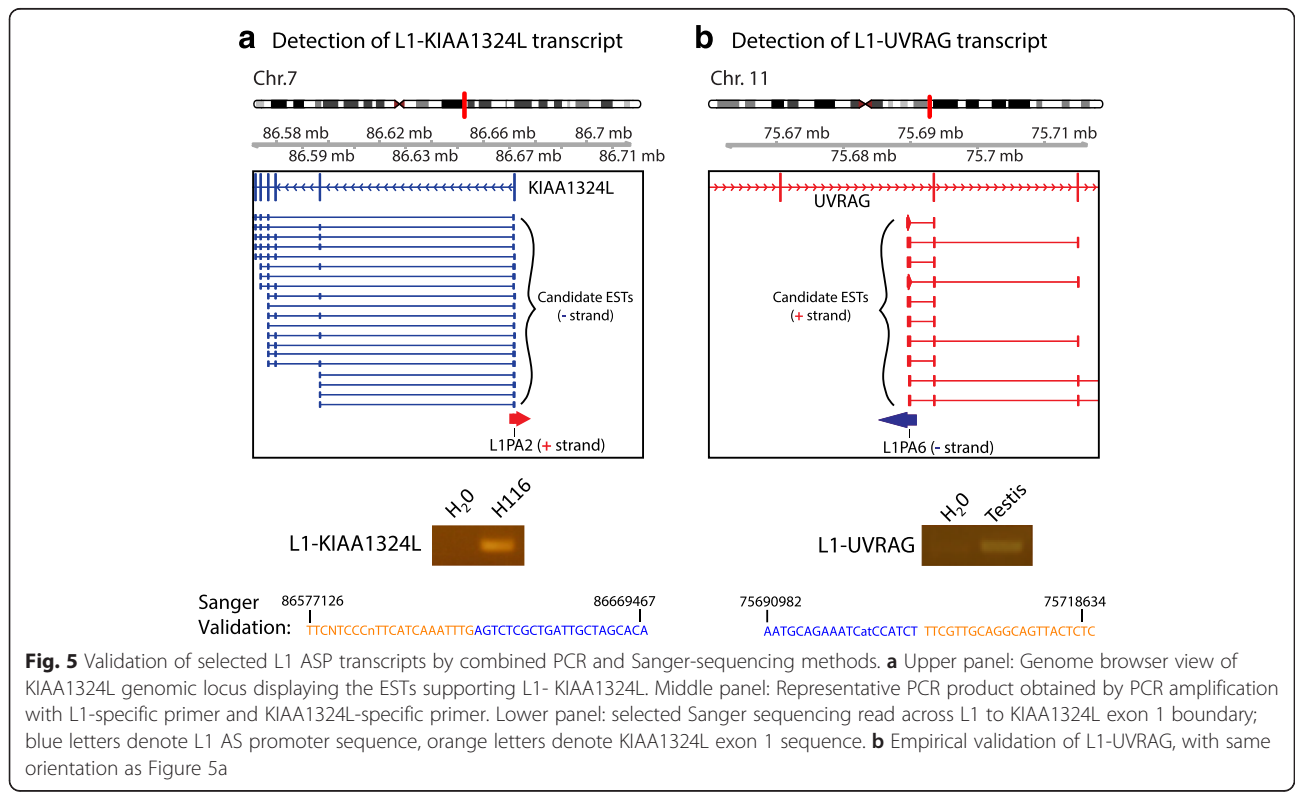 a Detection of L1-KIAA1324L transcript
Chr.7
86.58 mb 86.62 mb 86.66 mb 86.7 mb
86.59 mb 86.63 mb 86.67 mb 86.71 mb
KIAA1324L
Candidate ESTs
(- strand)
L1PA2 (+ strand)
H20 H116
L1-KIAA1324L
Sanger 86577126 86669467
Validation: TTCNTCCCnTTCATCAAATTTGAGTCTCGCTGATTGCTAGCACA
b Detection of L1-UVRAG transcript
Chr. 11
75.67 mb 75.69 mb 75.71 mb
75.68 mb 75.7 mb
UVRAG
Candidate ESTs
(+ strand)
L1PA6 (- strand)
H20 Testis
L1-UVRAG
75690982 75718634
AATGCAGAAATCatCCATCT TTCGTTGCAGGCAGTTACTCTC
Fig. 5 Validation of selected L1 ASP transcripts by combined PCR and Sanger-sequencing methods. a Upper panel: Genome browser view of
KIAA1324L genomic locus displaying the ESTs supporting L1- KIAA1324L. Middle panel: Representative PCR product obtained by PCR amplification
with L1-specific primer and KIAA1324L-specific primer. Lower panel: selected Sanger sequencing read across L1 to KIAA1324L exon 1 boundary;
blue letters denote L1 AS promoter sequence, orange letters denote KIAA1324L exon 1 sequence. b Empirical validation of L1-UVRAG, with same
orientation as Figure 5a